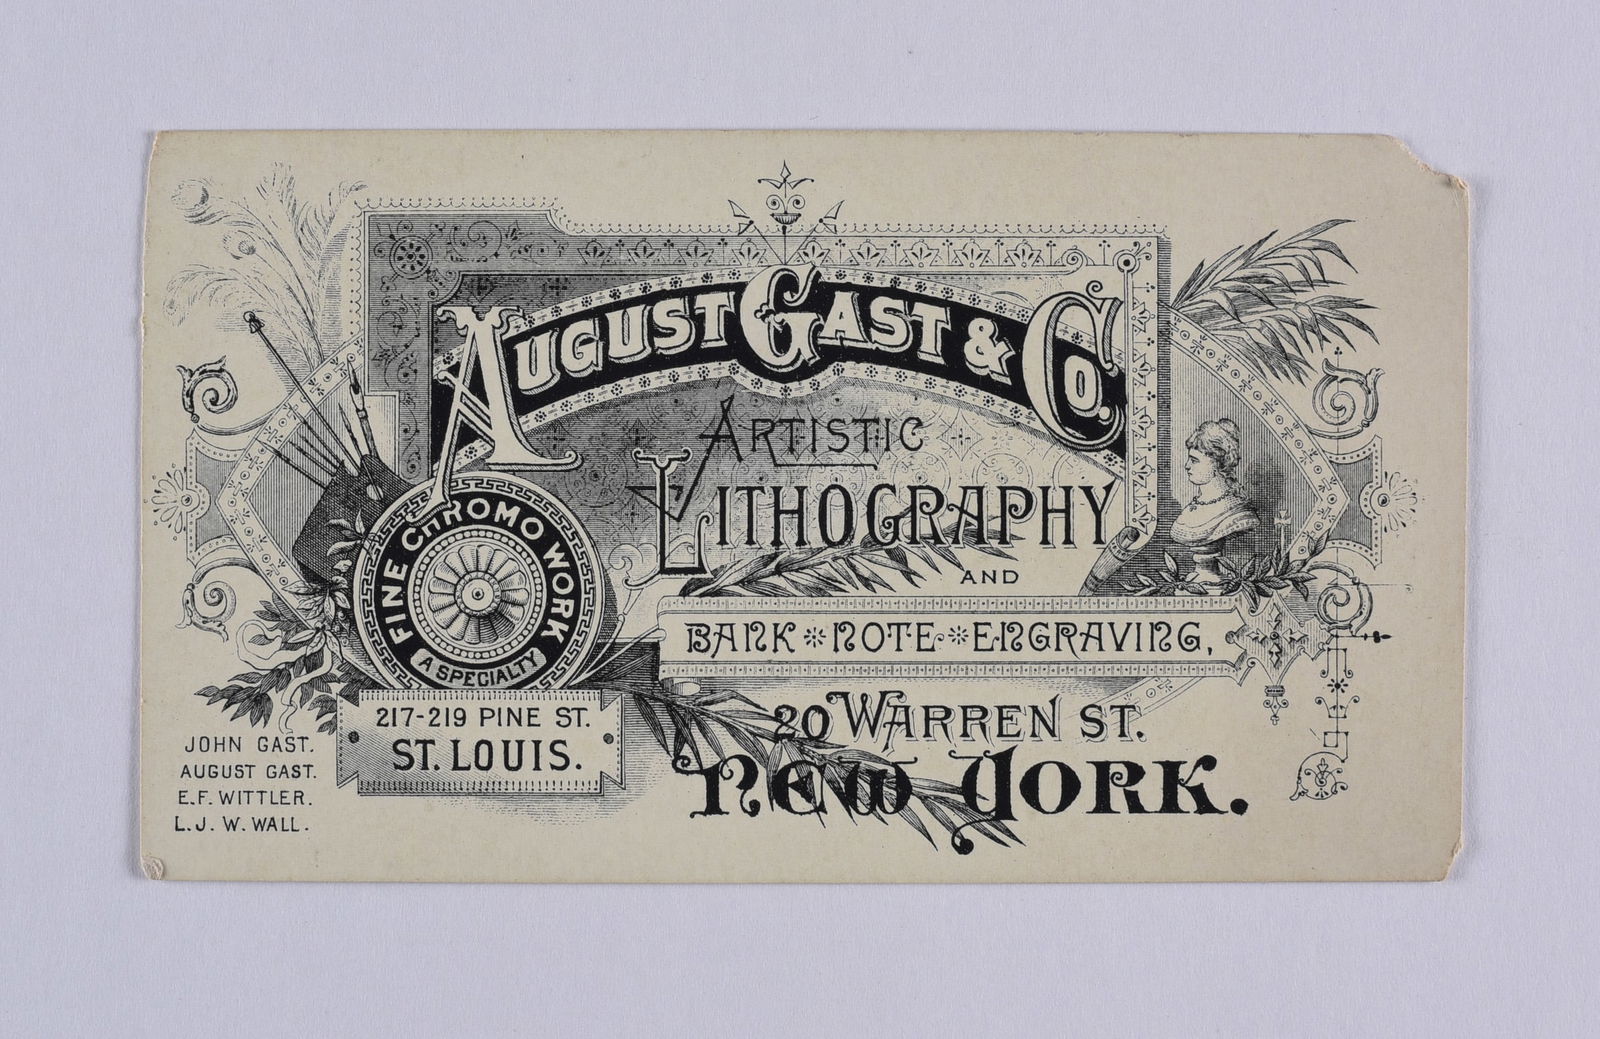 AUGUST GAST & CO.
ARTISTIC
LITHOGRAPHY
AND
BANK NOTE ENGRAVING,
20 WARREN ST.
NEW YORK.
FINE CHROMO WORK
A SPECIALTY
217-219 PINE ST.
ST. LOUIS.
JOHN GAST.
AUGUST GAST.
E.F. WITTLER.
L.J.W. WALL.